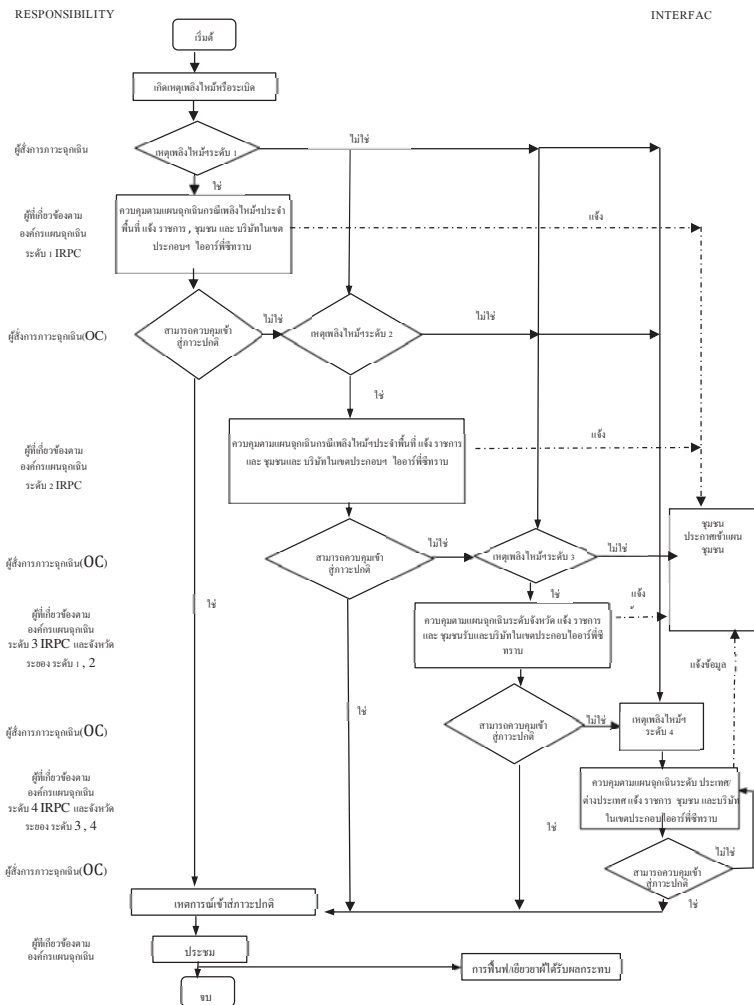 RESPONSIBILITY
INTERFAC
เริ่มต้
เกิดเหตุเพลิงไหม้หรือระเบิด
ผู้สั่งการภาวะฉุกเฉิน
เหตุเพลิงไหม้ฯระดับ 1
ไม่ใช่
ใช่
ผู้ที่เกี่ยวข้องตาม
องค์กรแผนฉุกเฉิน
ระดับ 1 IRPC
ควบคุมตามแผนฉุกเฉินกรณีเพลิงไหม้ฯประจำ
พื้นที่ แจ้ง ราชการ , ชุมชน และ บริษัทในเขต
ประกอบฯ ไออาร์พีซีทราบ
แจ้ง
ผู้สั่งการภาวะฉุกเฉิน(OC)
สามารถควบคุมเข้า
สู่ภาวะปกติ
ไม่ใช่
เหตุเพลิงไหม้ฯระดับ 2
ไม่ใช่
ใช่
ผู้ที่เกี่ยวข้องตาม
องค์กรแผนฉุกเฉิน
ระดับ 2 IRPC
ควบคุมตามแผนฉุกเฉินกรณีเพลิงไหม้ฯประจำพื้นที่ แจ้ง ราชการ
และ ชุมชนและ บริษัทในเขตประกอบฯ ไออาร์พีซีทราบ
แจ้ง
ชุมชน
ประกาศเข้าแผน
ชุมชน
ผู้สั่งการภาวะฉุกเฉิน(OC)
สามารถควบคุมเข้า
สู่ภาวะปกติ
ไม่ใช่
เหตุเพลิงไหม้ฯระดับ 3
ไม่ใช่
ใช่
ใช่
แจ้ง
ผู้ที่เกี่ยวข้องตาม
องค์กรแผนฉุกเฉิน
ระดับ 3 IRPC และจังหวัด
ระยอง ระดับ 1 , 2
ควบคุมตามแผนฉุกเฉินระดับจังหวัด แจ้ง ราชการ
และ ชุมชนรับและบริษัทในเขตประกอบไออาร์พีซี
ทราบ
แจ้งข้อมูล
ผู้สั่งการภาวะฉุกเฉิน(OC)
ใช่
สามารถควบคุมเข้า
สู่ภาวะปกติ
ไม่ใช่
เหตุเพลิงไหม้ฯ
ระดับ 4
ผู้ที่เกี่ยวข้องตาม
องค์กรแผนฉุกเฉิน
ระดับ 4 IRPC และจังหวัด
ระยอง ระดับ 3 , 4
ควบคุมตามแผนฉุกเฉินระดับ ประเทศ/
ต่างประเทศ แจ้ง ราชการ ชุมชน และบริษัท
ในเขตประกอบไออาร์พีซีทราบ
ใช่
ผู้สั่งการภาวะฉุกเฉิน(OC)
สามารถควบคุมเข้า
สู่ภาวะปกติ
ไม่ใช่
ใช่
เหตุการณ์เข้าสู่ภาวะปกติ
ผู้ที่เกี่ยวข้องตาม
องค์กรแผนฉุกเฉิน
ประชม
การฟื้นฟู/เยียวยาผู้ได้รับผลกระทบ
จบ